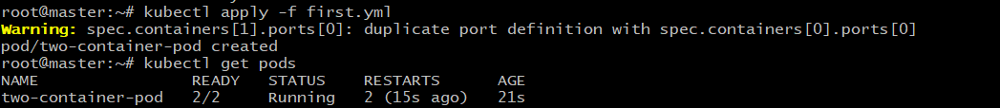 root@master:~# kubectl apply -f first.yml
Warning: spec.containers[1].ports[0]: duplicate port definition with spec.containers[0].ports[0]
pod/two-container-pod created
root@master:~# kubectl get pods
NAME                READY   STATUS    RESTARTS      AGE
two-container-pod   2/2     Running   2 (15s ago)   21s